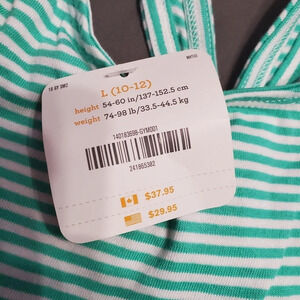 L (10-12)
height 54-60 in/137-152.5 cm
weight 74-98 lb/33.5-44.5 kg
140183698-GYM001
241865382
$37.95
$29.95